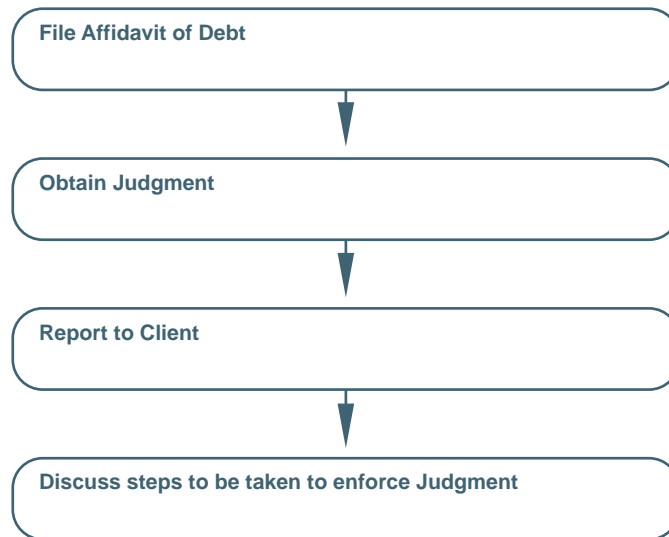 File Affidavit of Debt
Obtain Judgment
Report to Client
Discuss steps to be taken to enforce Judgment